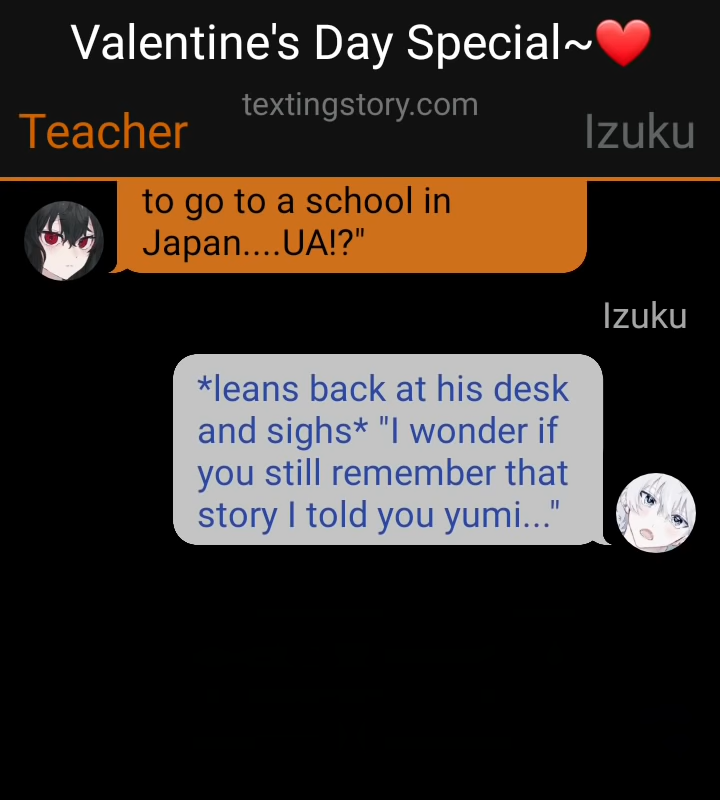 Valentine's Day Special~❤️
textingstory.com
Teacher
Izuku
to go to a school in
Japan....UA!?"
Izuku
*leans back at his desk
and sighs* "I wonder if
you still remember that
story I told you yumi..."